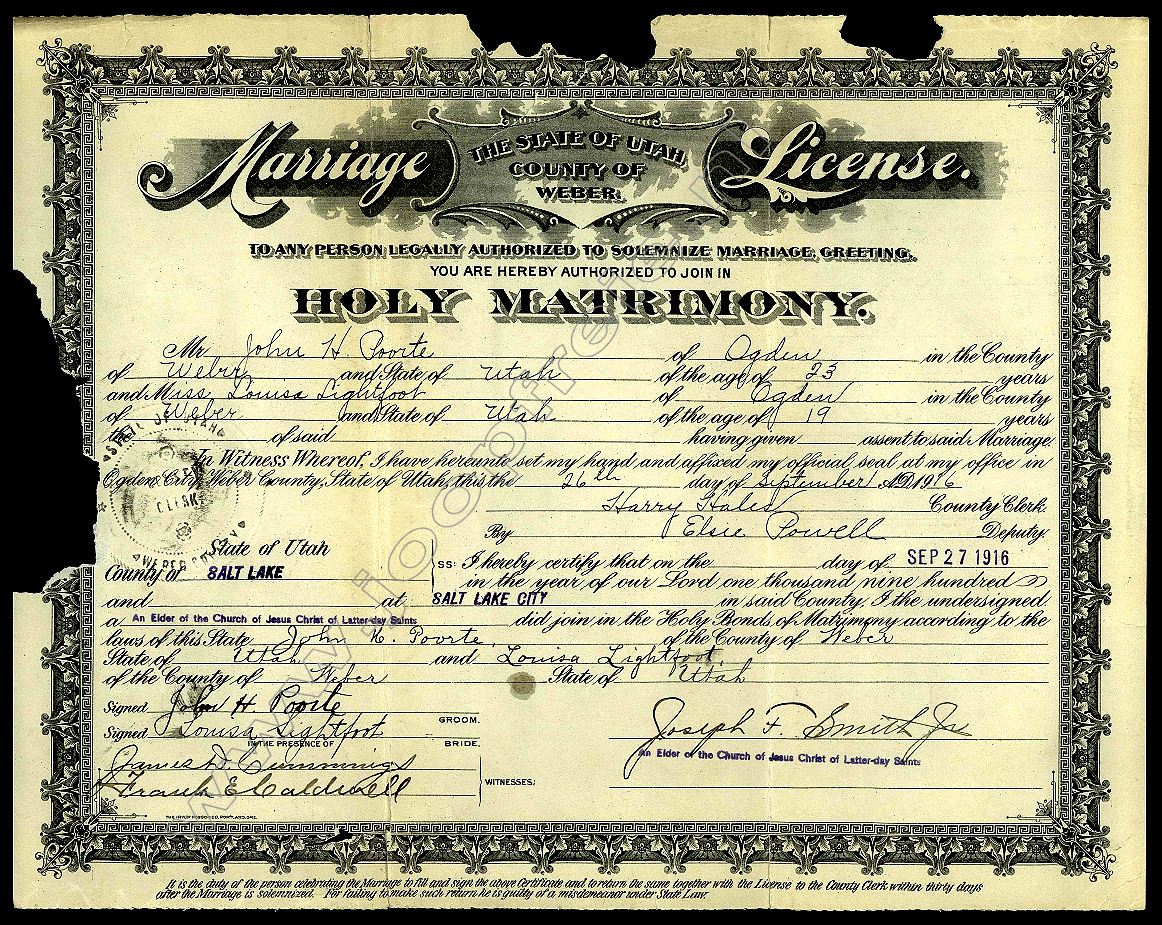 Marriage License.
THE STATE OF UTAH,
COUNTY OF
WEBER.
TO ANY PERSON LEGALLY AUTHORIZED TO SOLEMNIZE MARRIAGE, GREETING.
YOU ARE HEREBY AUTHORIZED TO JOIN IN
HOLY MATRIMONY.
Mr John H. Poorte of Ogden in the County
of Weber and State of Utah of the age of 23 years
and Miss Louisa Lightfoot of Ogden in the County
of Weber and State of Utah of the age of 19 years
the of said having given assent to said Marriage.
In Witness Whereof, I have hereunto set my hand and affixed my official seal at my office in
Ogden City, Weber County, State of Utah, this the 26th day of September A.D. 1916
Harry Hales County Clerk.
By Elsie Powell Deputy.
STATE OF UTAH
CLERK
WEBER COUNTY
State of Utah
County of SALT LAKE
SS: I hereby certify that on the day of SEP 27 1916
in the year of our Lord one thousand nine hundred
and at SALT LAKE CITY in said County, I the undersigned
a An Elder of the Church of Jesus Christ of Latter-day Saints did join in the Holy Bonds of Matrimony according to the
laws of this State John H. Poorte, of the County of Weber
State of Utah and Louisa Lightfoot,
of the County of Weber State of Utah
Signed John H. Poorte
GROOM.
Signed Louisa Lightfoot
BRIDE.
IN THE PRESENCE OF
Joseph F. Smith Jr
An Elder of the Church of Jesus Christ of Latter-day Saints
James D. Cummings
Frank E Caldwell
WITNESSES:
It is the duty of the person celebrating the Marriage to fill and sign the above Certificate and to return the same together with the License to the County Clerk within thirty days
after the Marriage is solemnized. For failing to make such return he is guilty of a misdemeanor under State Law.